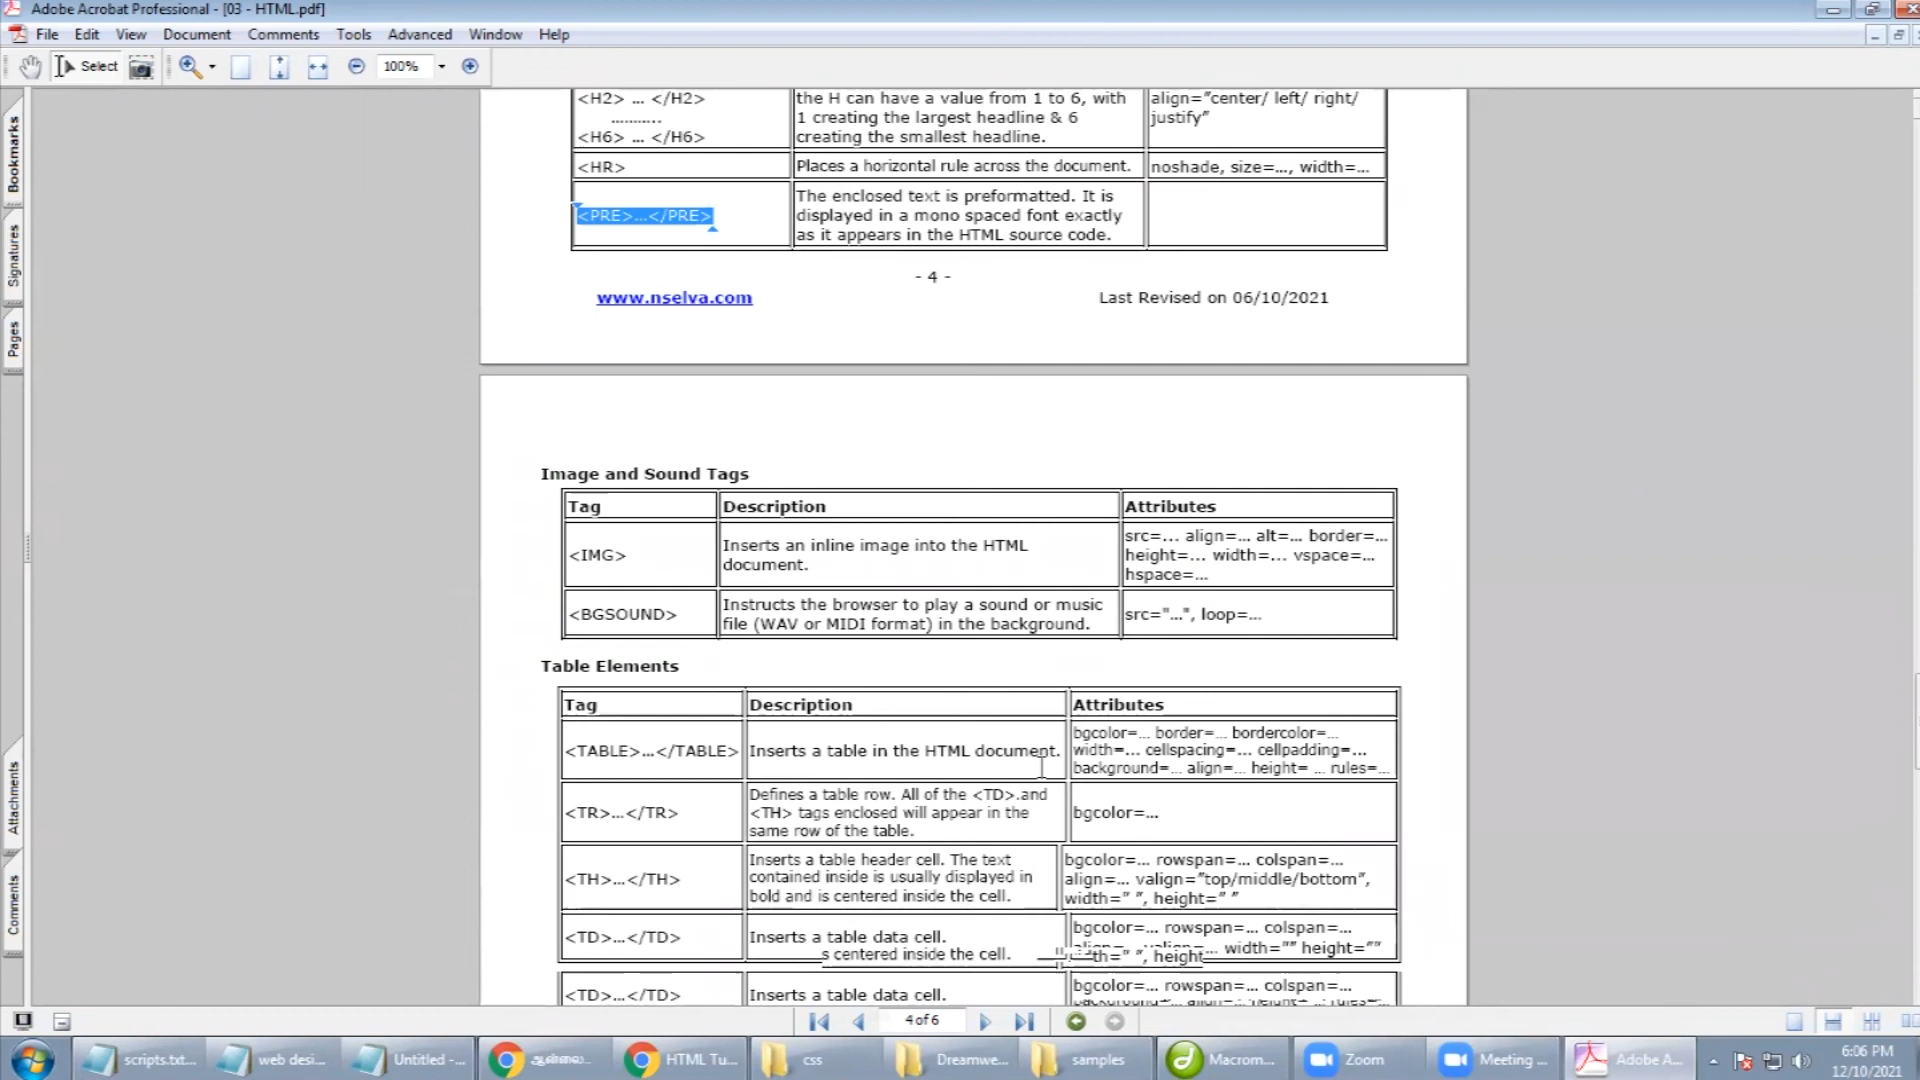 Adobe Acrobat Professional - [03 - HTML.pdf]
File Edit View Document Comments Tools Advanced Window Help
Select 100%
Bookmarks
Signatures
Pages
Attachments
Comments
<H2> ... </H2>
...........
<H6> ... </H6>
the H can have a value from 1 to 6, with
1 creating the largest headline & 6
creating the smallest headline.
align="center/ left/ right/
justify"
<HR>
Places a horizontal rule across the document.
noshade, size=..., width=...
<PRE>...</PRE>
The enclosed text is preformatted. It is
displayed in a mono spaced font exactly
as it appears in the HTML source code.
- 4 -
www.nselva.com
Last Revised on 06/10/2021
Image and Sound Tags
Tag Description Attributes
<IMG>
Inserts an inline image into the HTML
document.
src=... align=... alt=... border=...
height=... width=... vspace=...
hspace=...
<BGSOUND>
Instructs the browser to play a sound or music
file (WAV or MIDI format) in the background.
src="...", loop=...
Table Elements
Tag Description Attributes
<TABLE>...</TABLE>
Inserts a table in the HTML document.
bgcolor=... border=... bordercolor=...
width=... cellspacing=... cellpadding=...
background=... align=... height= ... rules=...
<TR>...</TR>
Defines a table row. All of the <TD>.and
<TH> tags enclosed will appear in the
same row of the table.
bgcolor=...
<TH>...</TH>
Inserts a table header cell. The text
contained inside is usually displayed in
bold and is centered inside the cell.
bgcolor=... rowspan=... colspan=...
align=... valign="top/middle/bottom",
width=" ", height=" "
<TD>...</TD>
Inserts a table data cell.
s centered inside the cell.
bgcolor=... rowspan=... colspan=...
width="" height=""
height
<TD>...</TD>
Inserts a table data cell.
bgcolor=... rowspan=... colspan=...
4 of 6
scripts.txt... web desi... Untitled -... HTML Tu... css Dreamwe... samples Macrom... Zoom Meeting ... Adobe A...
6:06 PM
12/10/2021